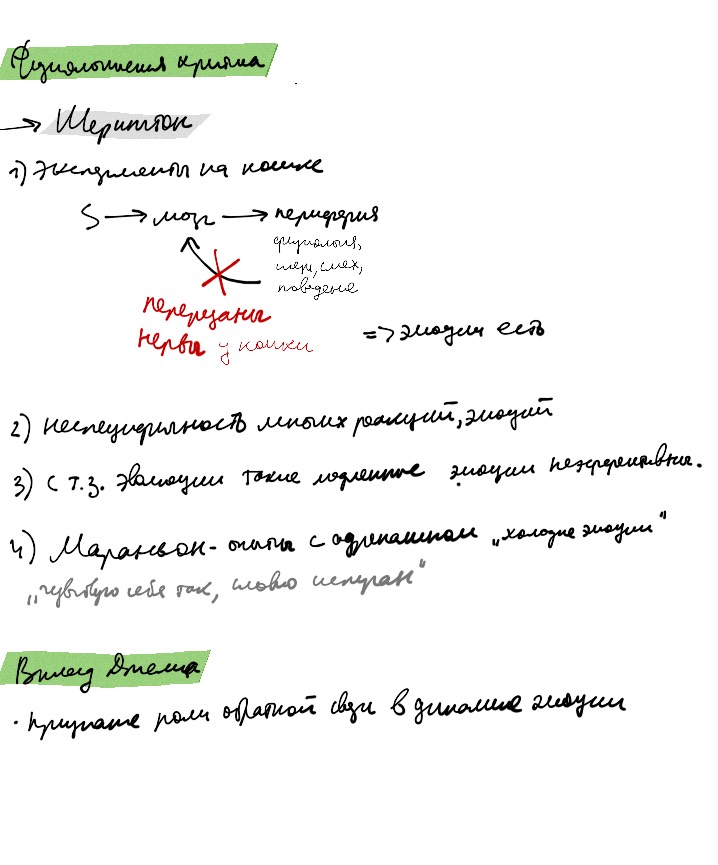 Физиологическая критика
→ Шеррингтон
1) Эксперименты на кошке
S → мозг → периферия
физиология,
плач, смех,
поведение
перерезаны
нервы у кошки
=> эмоции есть
2) Неспецифичность многих реакций, эмоций
3) С т.з. эволюции такие медленные эмоции неэффективные.
4) Мараньон - опыты с адреналином „холодные эмоции“
„чувствую себя так, словно испуган“
Вклад Джемса
• признание роли обратной связи в динамике эмоции